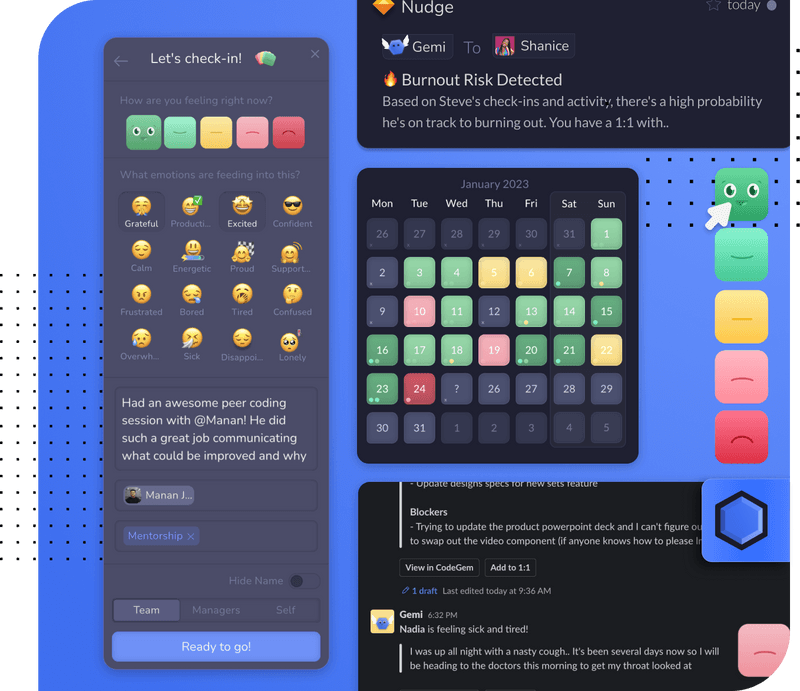 Let's check-in!
How are you feeling right now?
What emotions are feeding into this?
Grateful
Producti...
Excited
Confident
Calm
Energetic
Proud
Support...
Frustrated
Bored
Tired
Confused
Overwh...
Sick
Disappoi...
Lonely
Had an awesome peer coding
session with @Manan! He did
such a great job communicating
what could be improved and why
Manan J...
Mentorship ×
Hide Name
Team Managers Self
Ready to go!
Nudge
today
Gemi To Shanice
Burnout Risk Detected
Based on Steve's check-ins and activity, there's a high probability
he's on track to burning out. You have a 1:1 with..
January 2023
Mon Tue Wed Thu Fri Sat Sun
26 27 28 29 30 31 1
2 3 4 5 6 7 8
9 10 11 12 13 14 15
16 17 18 19 20 21 22
23 24 ? 26 27 28 29
30 31 1 2 3 4 5
- Update designs specs for new sets feature
Blockers
- Trying to update the product powerpoint deck and I can't figure
to swap out the video component (if anyone knows how to please
View in CodeGem Add to 1:1
1 draft Last edited today at 9:36 AM
Gemi 6:32 PM
Nadia is feeling sick and tired!
I was up all night with a nasty cough.. It's been several days now so I will
be heading to the doctors this morning to get my throat looked at